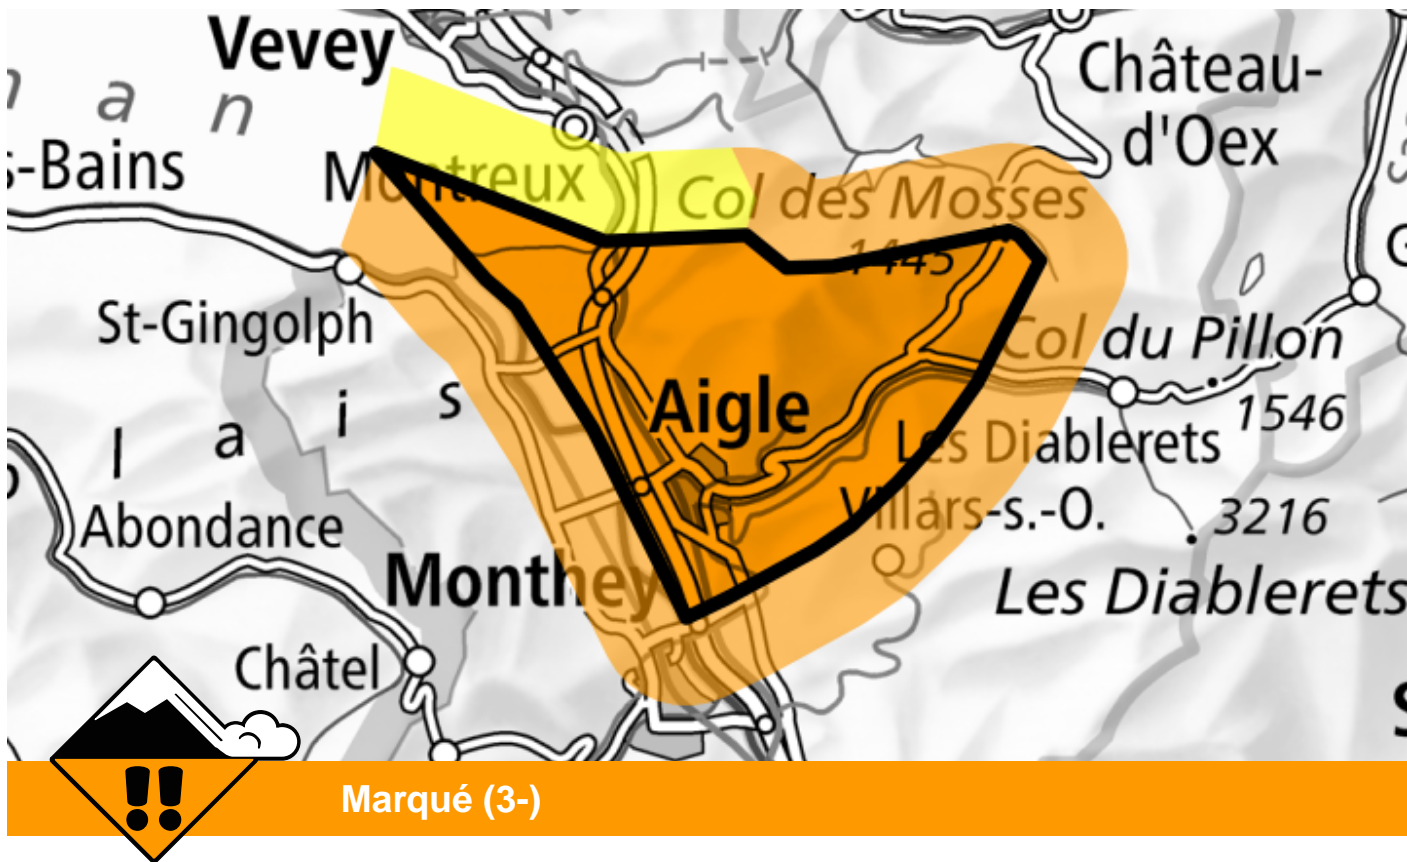 Vevey
Château-
d'Oex
n a n
s-Bains
Montreux
Col des Mosses
1445
G
St-Gingolph
Col du Pillon
1546
l a i s
Aigle
Les Diablerets
Villars-s.-O.
3216
Abondance
Monthey
Les Diablerets
Châtel
S
!!
Marqué (3-)